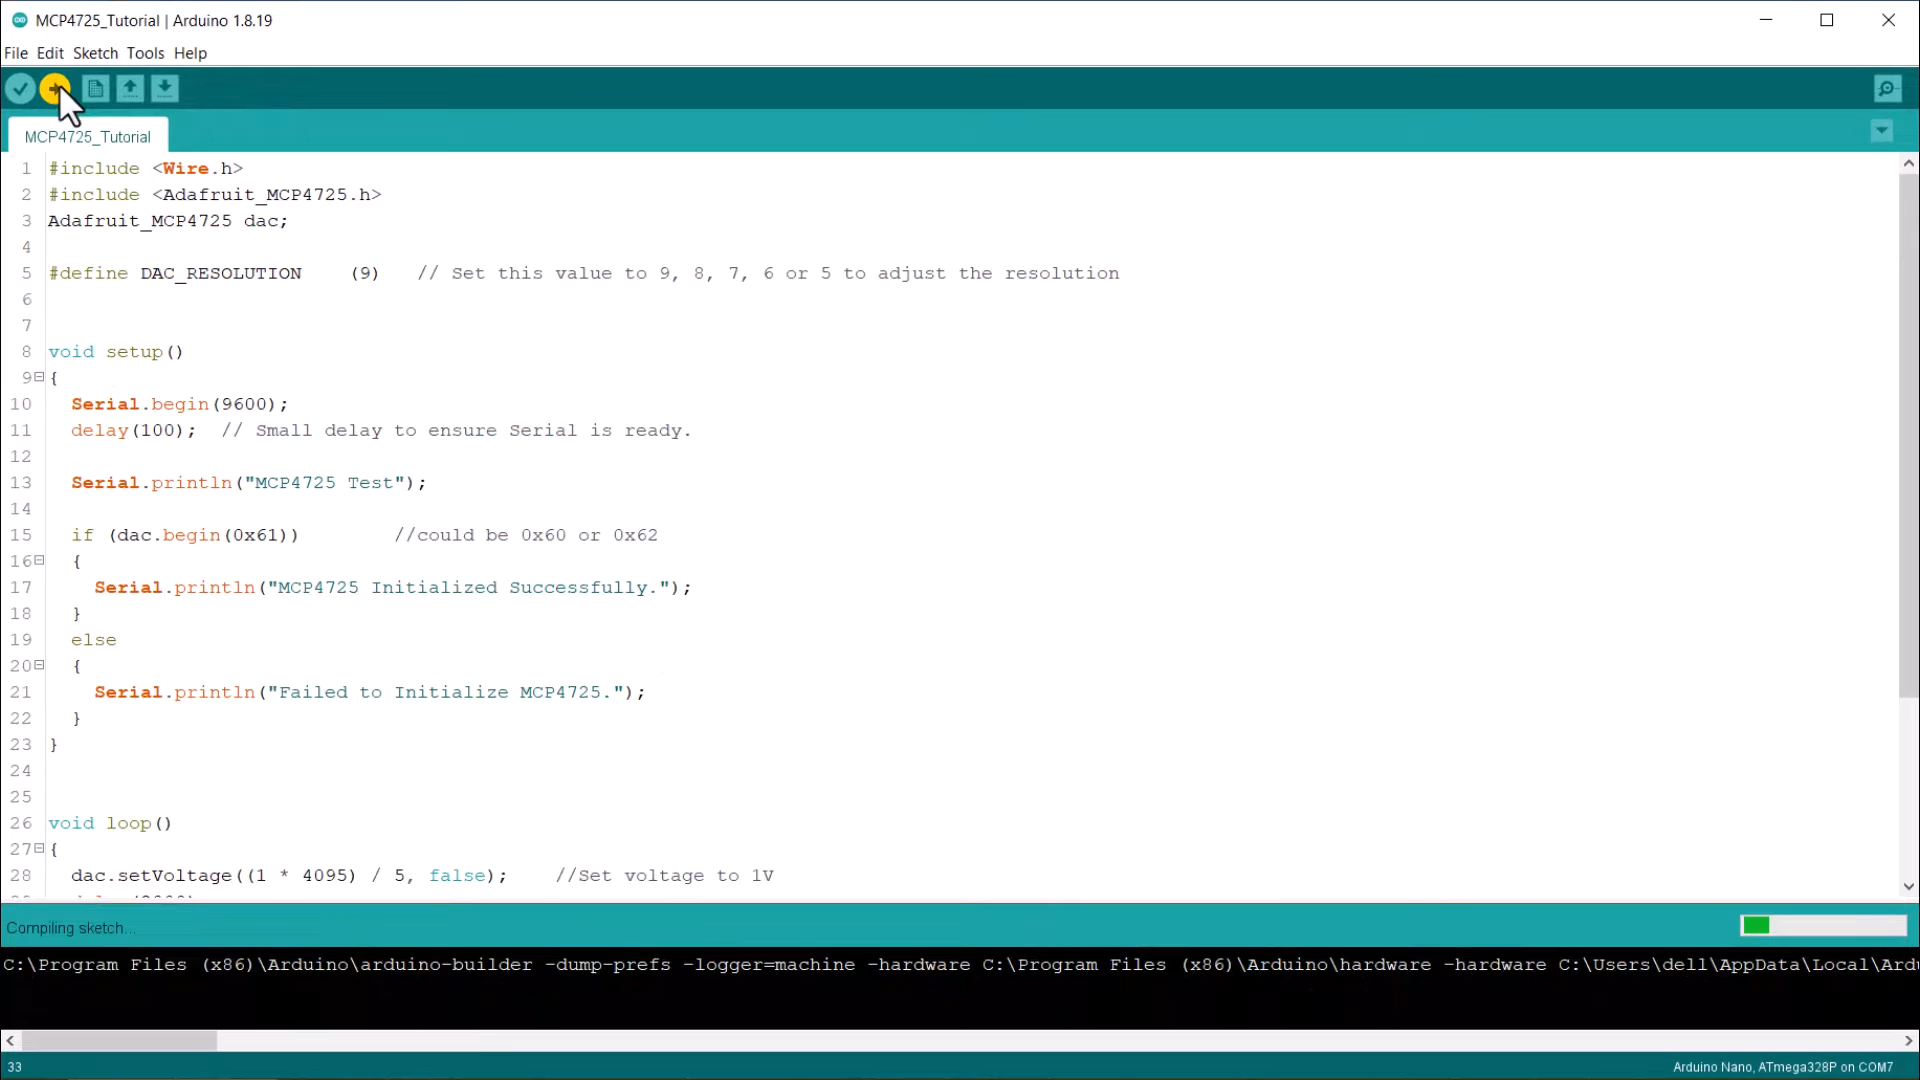 MCP4725_Tutorial | Arduino 1.8.19
File Edit Sketch Tools Help
MCP4725_Tutorial
1 #include <Wire.h>
2 #include <Adafruit_MCP4725.h>
3 Adafruit_MCP4725 dac;
4
5 #define DAC_RESOLUTION (9) // Set this value to 9, 8, 7, 6 or 5 to adjust the resolution
6
7
8 void setup()
9 {
10 Serial.begin(9600);
11 delay(100); // Small delay to ensure Serial is ready.
12
13 Serial.println("MCP4725 Test");
14
15 if (dac.begin(0x61)) //could be 0x60 or 0x62
16 {
17 Serial.println("MCP4725 Initialized Successfully.");
18 }
19 else
20 {
21 Serial.println("Failed to Initialize MCP4725.");
22 }
23 }
24
25
26 void loop()
27 {
28 dac.setVoltage((1 * 4095) / 5, false); //Set voltage to 1V
Compiling sketch...
C:\Program Files (x86)\Arduino\arduino-builder -dump-prefs -logger=machine -hardware C:\Program Files (x86)\Arduino\hardware -hardware C:\Users\dell\AppData\Local\Ardu
33
Arduino Nano, ATmega328P on COM7